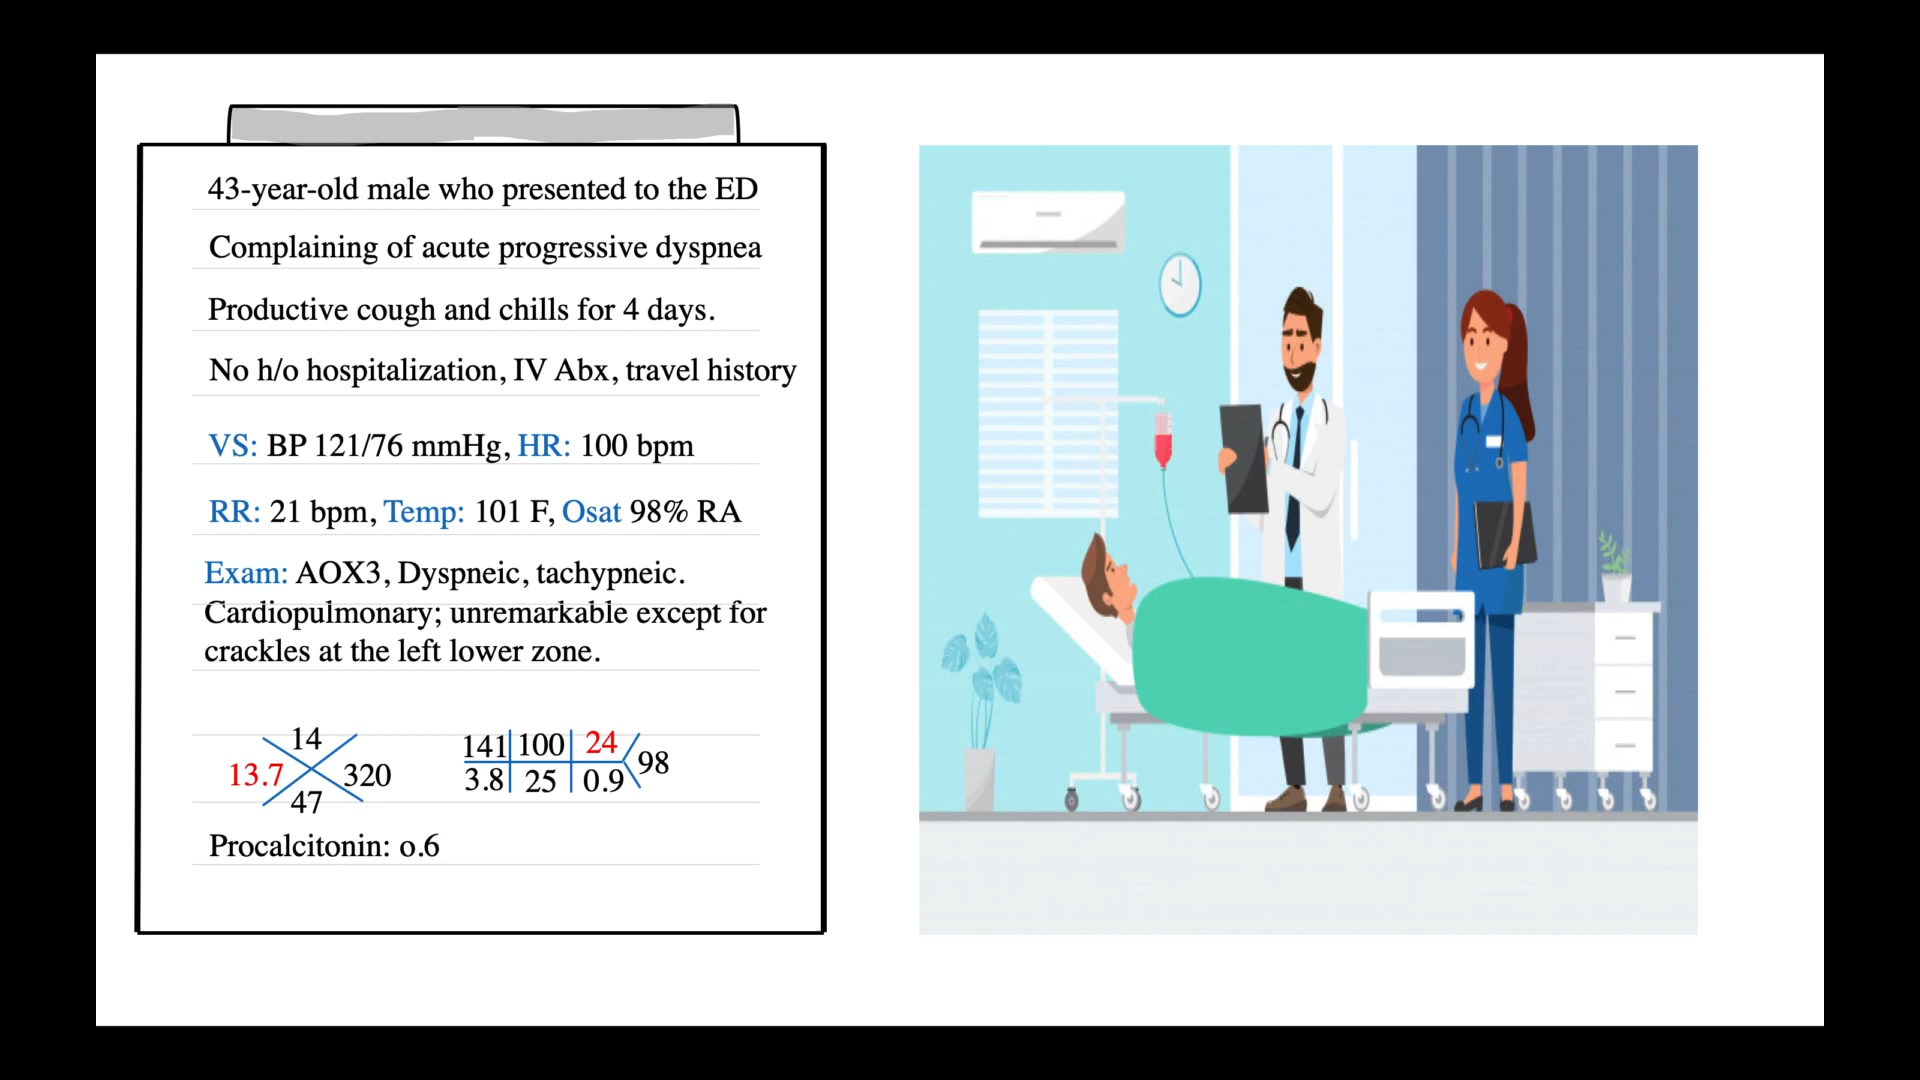 43-year-old male who presented to the ED
Complaining of acute progressive dyspnea
Productive cough and chills for 4 days.
No h/o hospitalization, IV Abx, travel history
VS: BP 121/76 mmHg, HR: 100 bpm
RR: 21 bpm, Temp: 101 F, Osat 98% RA
Exam: AOX3, Dyspneic, tachypneic.
Cardiopulmonary; unremarkable except for
crackles at the left lower zone.
14
13.7 320
47
141 100 24
98
3.8 25 0.9
Procalcitonin: o.6